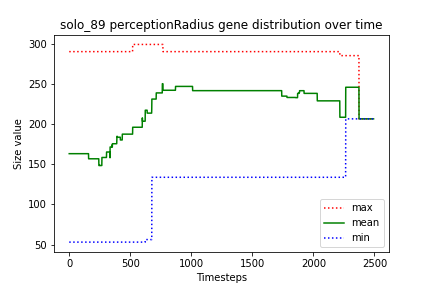 solo_89 perceptionRadius gene distribution over time
300
250
200
150
100
50
Size value
0
500
1000
1500
2000
2500
Timesteps
max
mean
min